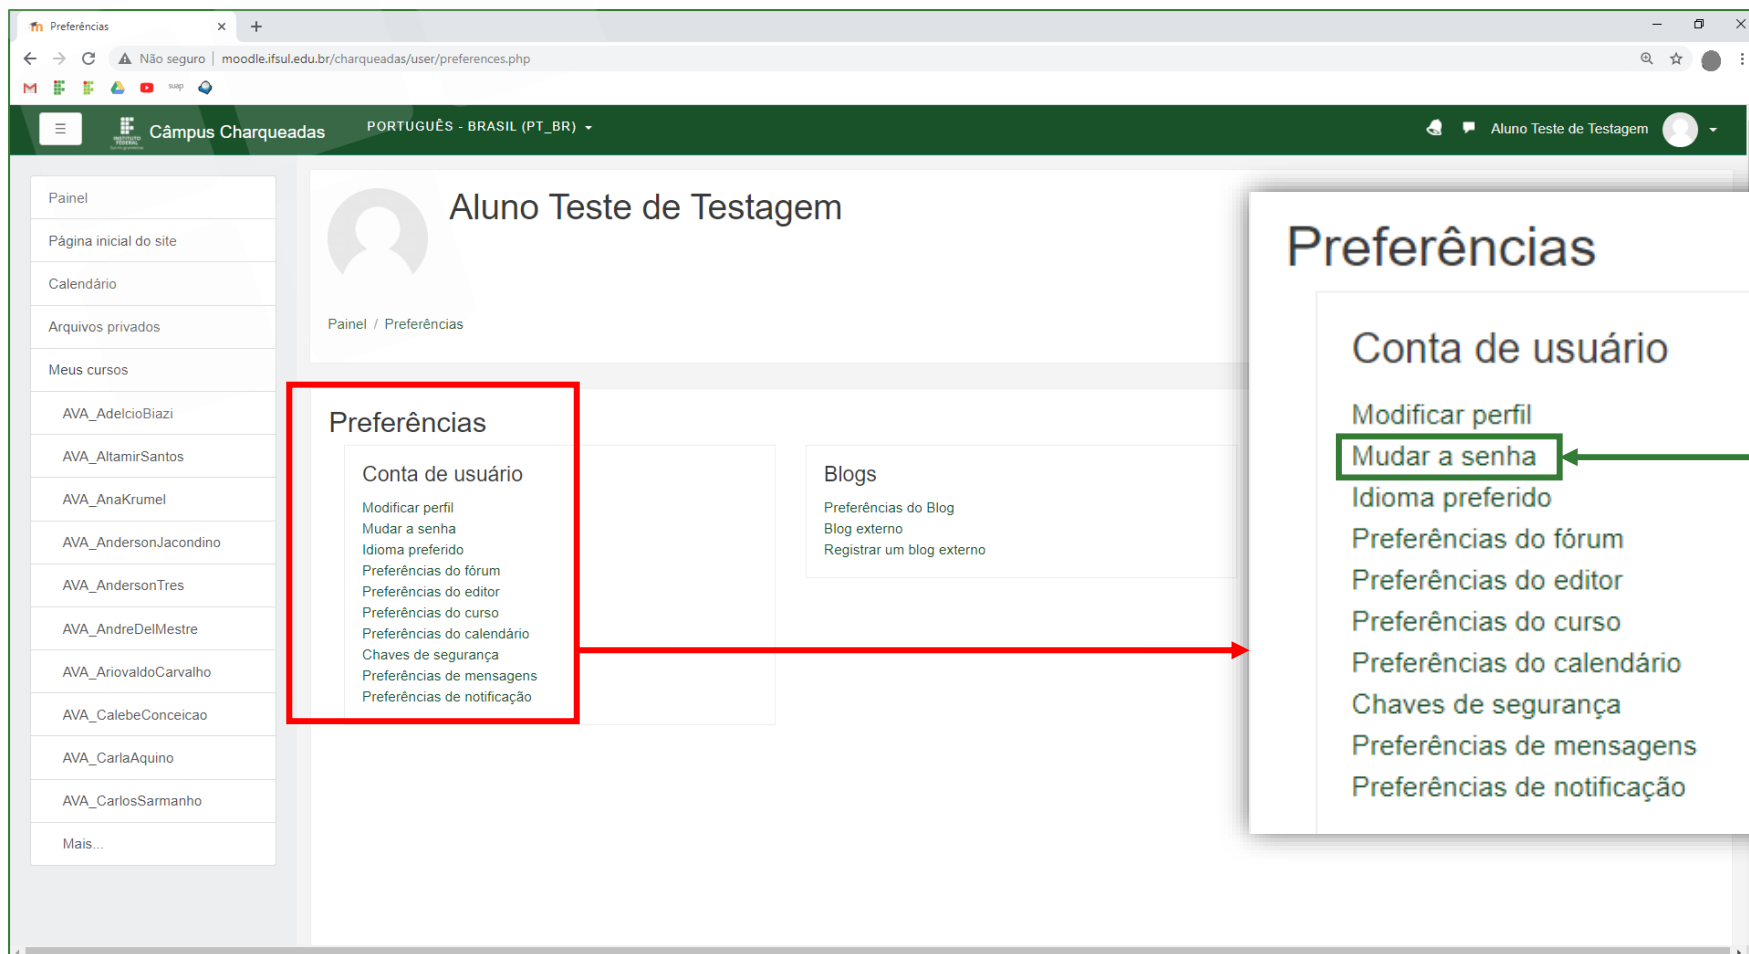 Preferências
Não seguro | moodle.ifsul.edu.br/charqueadas/user/preferences.php
suap
INSTITUTO
FEDERAL
Câmpus Charqueadas
PORTUGUÊS - BRASIL (PT_BR)
Aluno Teste de Testagem
Painel
Página inicial do site
Calendário
Arquivos privados
Meus cursos
AVA_AdelcioBiazi
AVA_AltamirSantos
AVA_AnaKrumel
AVA_AndersonJacondino
AVA_AndersonTres
AVA_AndreDelMestre
AVA_AriovaldoCarvalho
AVA_CalebeConceicao
AVA_CarlaAquino
AVA_CarlosSarmanho
Mais...
Aluno Teste de Testagem
Painel / Preferências
Preferências
Conta de usuário
Modificar perfil
Mudar a senha
Idioma preferido
Preferências do fórum
Preferências do editor
Preferências do curso
Preferências do calendário
Chaves de segurança
Preferências de mensagens
Preferências de notificação
Blogs
Preferências do Blog
Blog externo
Registrar um blog externo
Preferências
Conta de usuário
Modificar perfil
Mudar a senha
Idioma preferido
Preferências do fórum
Preferências do editor
Preferências do curso
Preferências do calendário
Chaves de segurança
Preferências de mensagens
Preferências de notificação